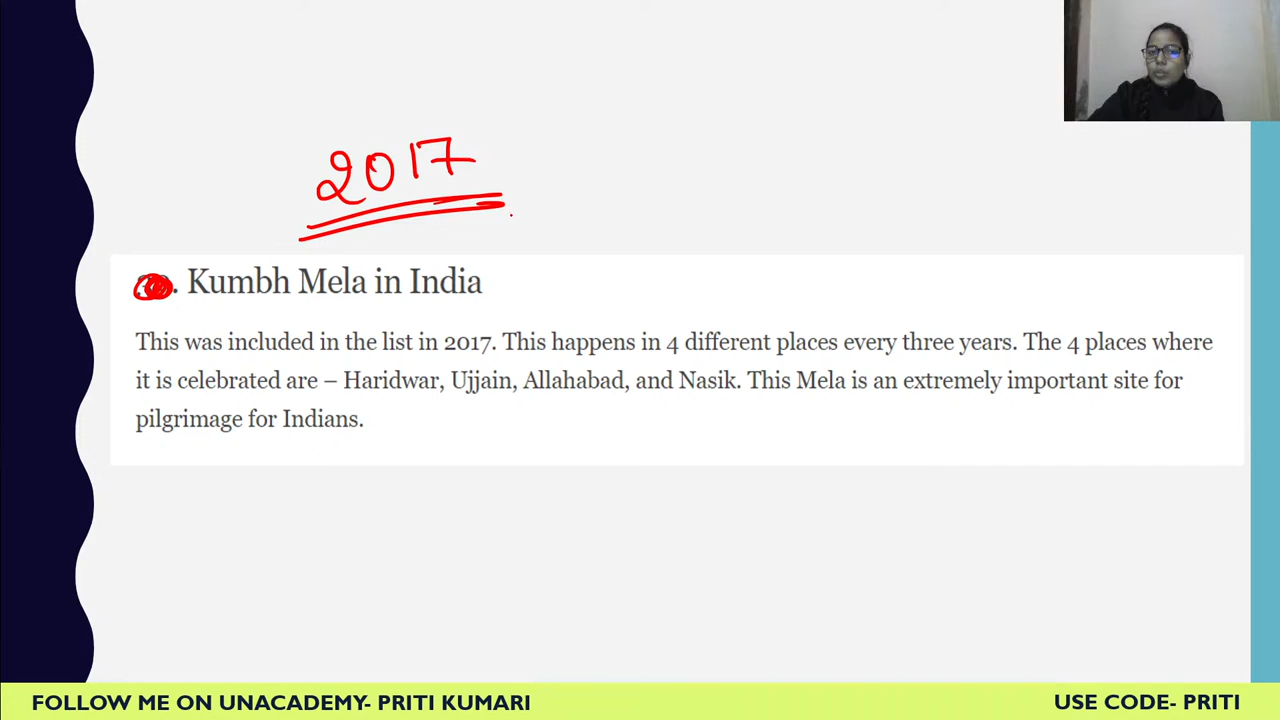 2017
. Kumbh Mela in India
This was included in the list in 2017. This happens in 4 different places every three years. The 4 places where
it is celebrated are – Haridwar, Ujjain, Allahabad, and Nasik. This Mela is an extremely important site for
pilgrimage for Indians.
FOLLOW ME ON UNACADEMY- PRITI KUMARI
USE CODE- PRITI